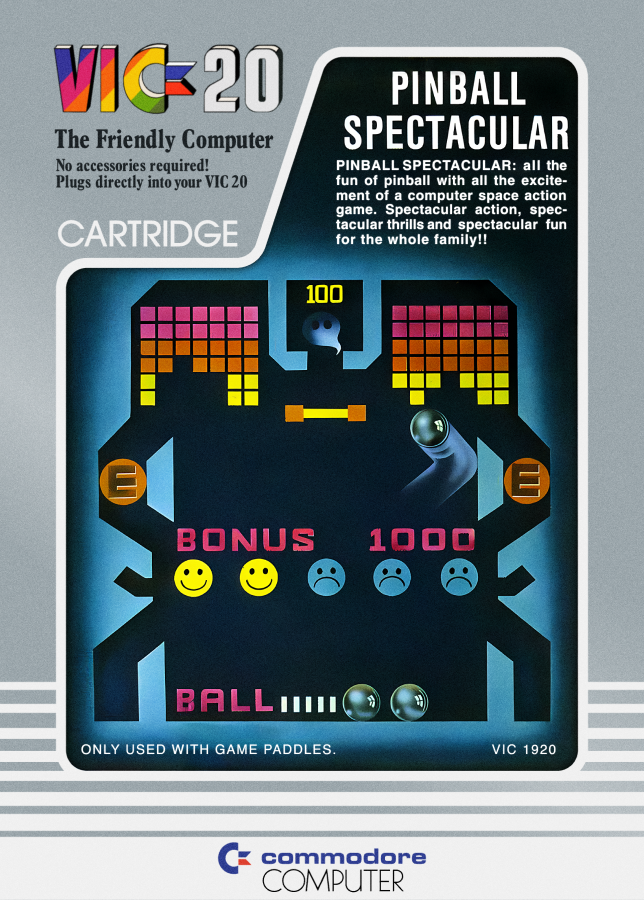 VIC-20
The Friendly Computer
No accessories required!
Plugs directly into your VIC 20
CARTRIDGE
PINBALL
SPECTACULAR
PINBALL SPECTACULAR: all the
fun of pinball with all the excite-
ment of a computer space action
game. Spectacular action, spec-
tacular thrills and spectacular fun
for the whole family!!
100
E E
BONUS 1000
BALL
ONLY USED WITH GAME PADDLES. VIC 1920
commodore
COMPUTER